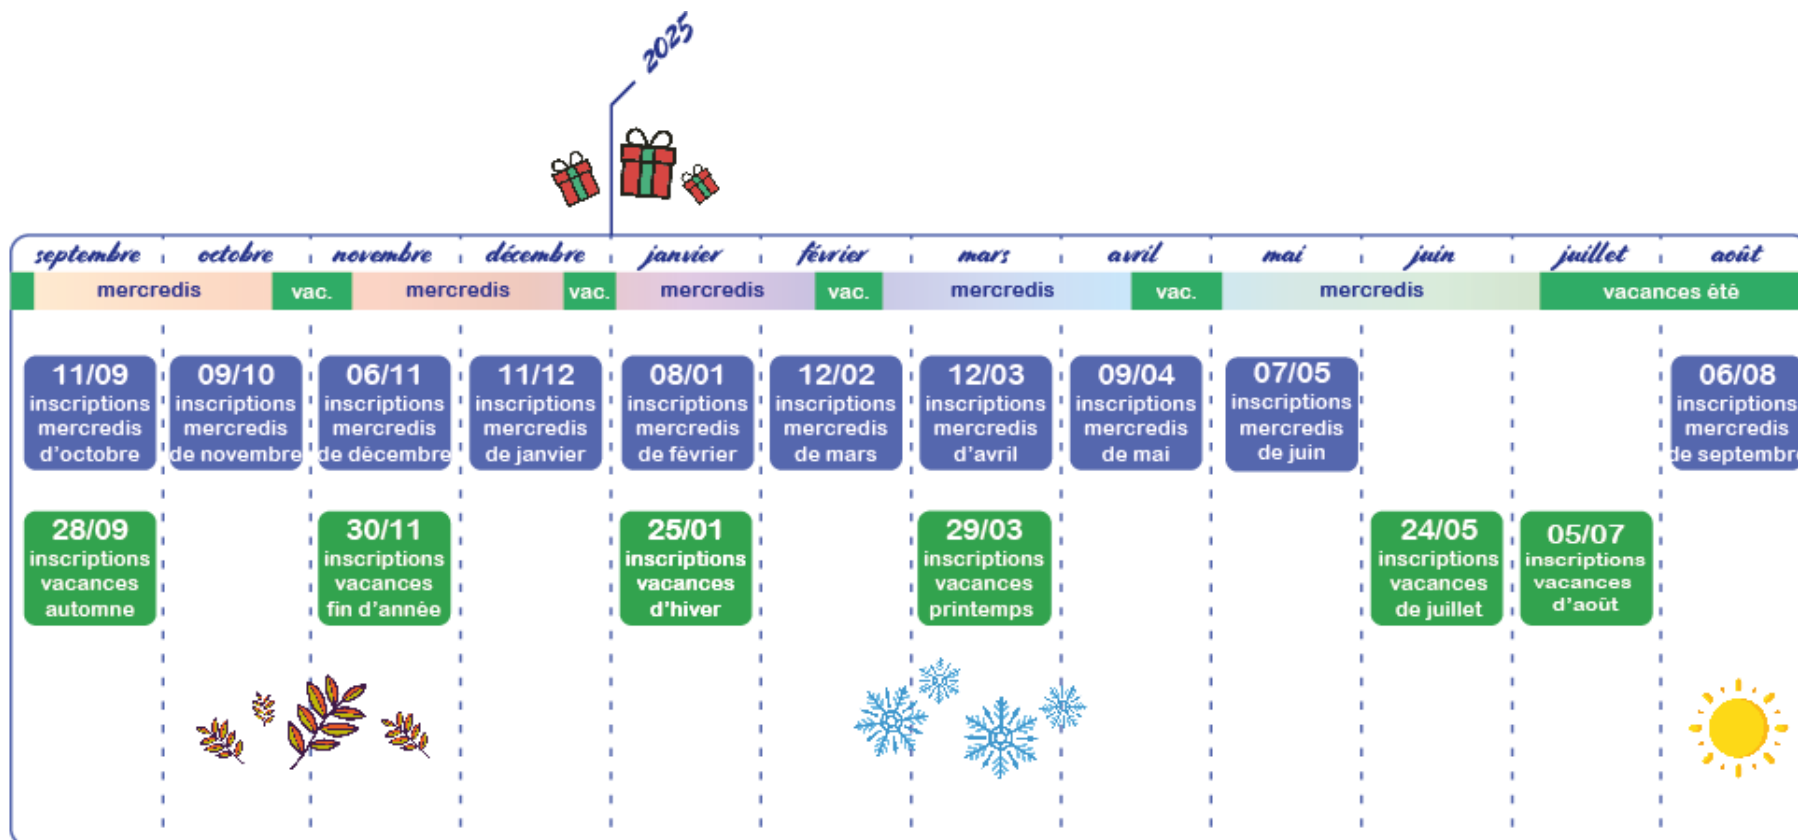 2025
septembre octobre novembre décembre janvier février mars avril mai juin juillet août
mercredis vac. mercredis vac. mercredis vac. mercredis vac. mercredis vacances été
11/09
inscriptions
mercredis
d'octobre
09/10
inscriptions
mercredis
de novembre
06/11
inscriptions
mercredis
de décembre
11/12
inscriptions
mercredis
de janvier
08/01
inscriptions
mercredis
de février
12/02
inscriptions
mercredis
de mars
12/03
inscriptions
mercredis
d'avril
09/04
inscriptions
mercredis
de mai
07/05
inscriptions
mercredis
de juin
06/08
inscriptions
mercredis
de septembre
28/09
inscriptions
vacances
automne
30/11
inscriptions
vacances
fin d'année
25/01
inscriptions
vacances
d'hiver
29/03
inscriptions
vacances
printemps
24/05
inscriptions
vacances
de juillet
05/07
inscriptions
vacances
d'août